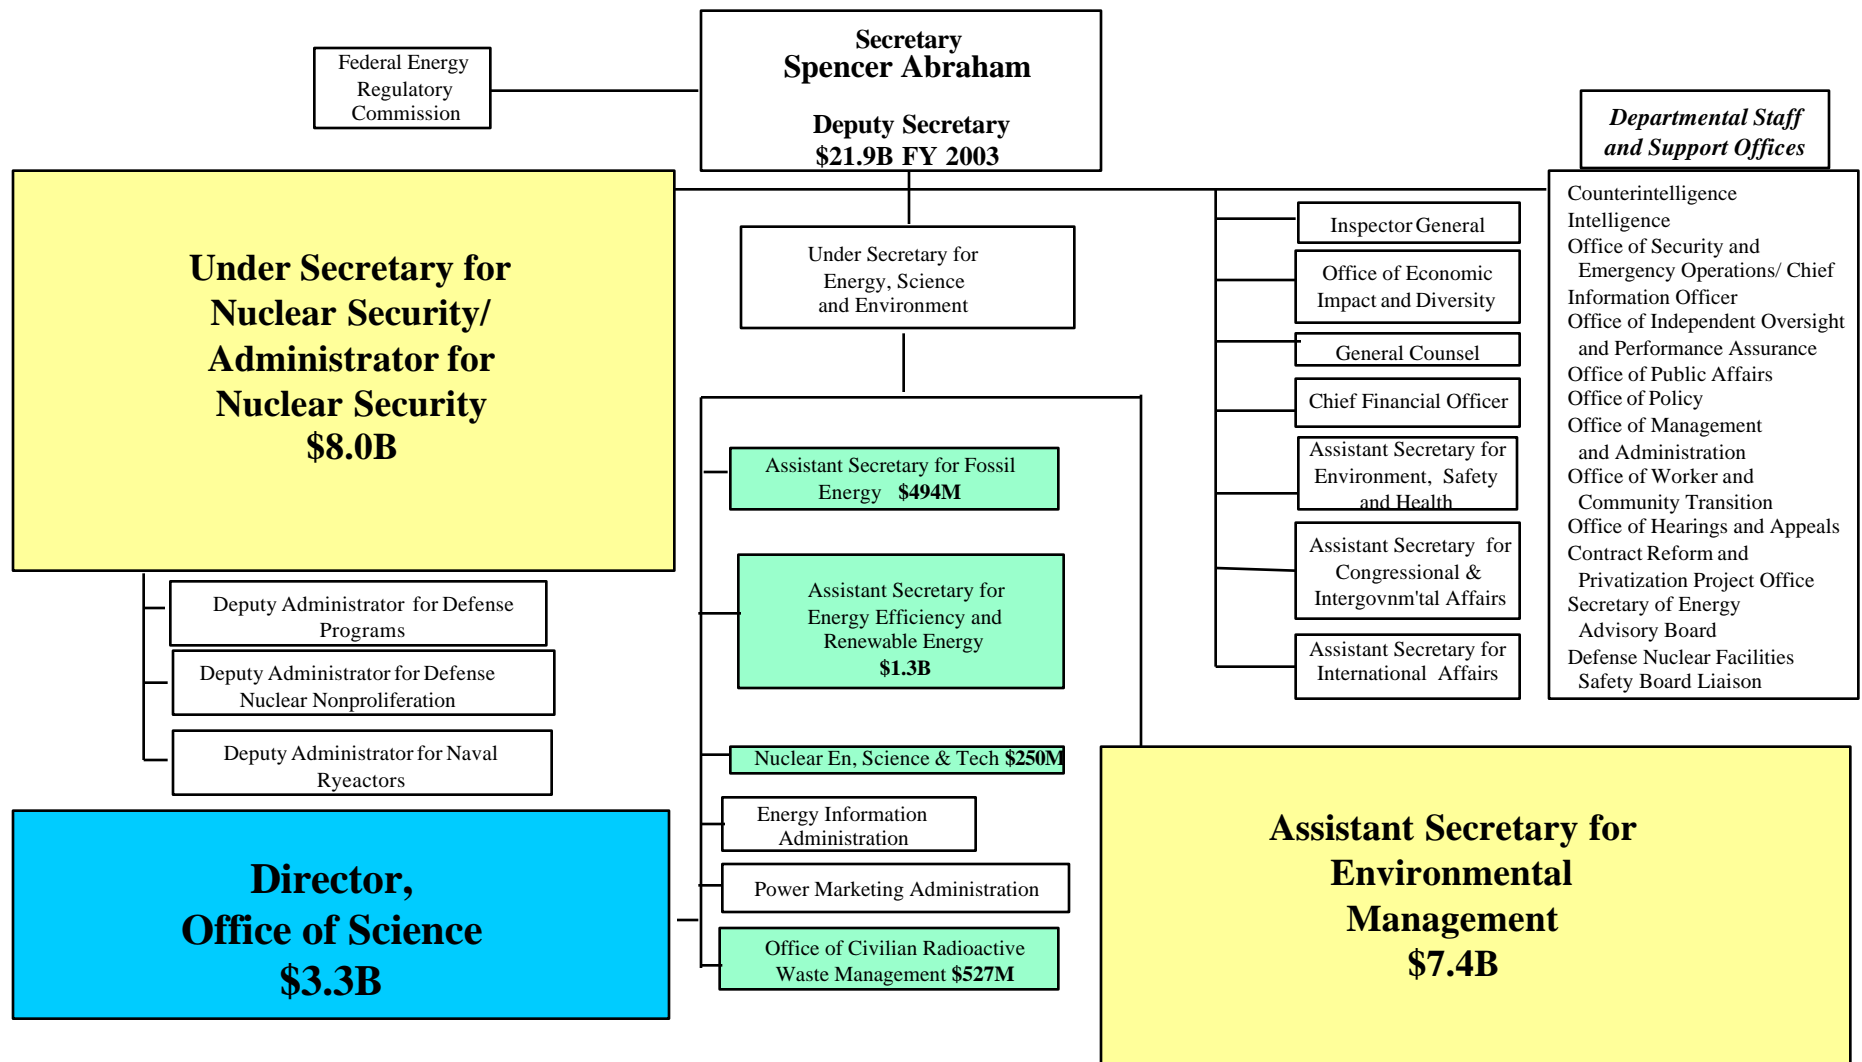 Secretary
Spencer Abraham
Deputy Secretary
$21.9B FY 2003
Federal Energy
Regulatory
Commission
Departmental Staff
and Support Offices
Under Secretary for
Nuclear Security/
Administrator for
Nuclear Security
$8.0B
Under Secretary for
Energy, Science
and Environment
Inspector General
Office of Economic
Impact and Diversity
General Counsel
Chief Financial Officer
Assistant Secretary for
Environment, Safety
and Health
Assistant Secretary for
Congressional &
Intergovnm'tal Affairs
Assistant Secretary for
International Affairs
Counterintelligence
Intelligence
Office of Security and
Emergency Operations/ Chief
Information Officer
Office of Independent Oversight
and Performance Assurance
Office of Public Affairs
Office of Policy
Office of Management
and Administration
Office of Worker and
Community Transition
Office of Hearings and Appeals
Contract Reform and
Privatization Project Office
Secretary of Energy
Advisory Board
Defense Nuclear Facilities
Safety Board Liaison
Assistant Secretary for Fossil
Energy $494M
Assistant Secretary for
Energy Efficiency and
Renewable Energy
$1.3B
Nuclear En, Science & Tech $250M
Energy Information
Administration
Power Marketing Administration
Office of Civilian Radioactive
Waste Management $527M
Deputy Administrator for Defense
Programs
Deputy Administrator for Defense
Nuclear Nonproliferation
Deputy Administrator for Naval
Ryeactors
Director,
Office of Science
$3.3B
Assistant Secretary for
Environmental
Management
$7.4B